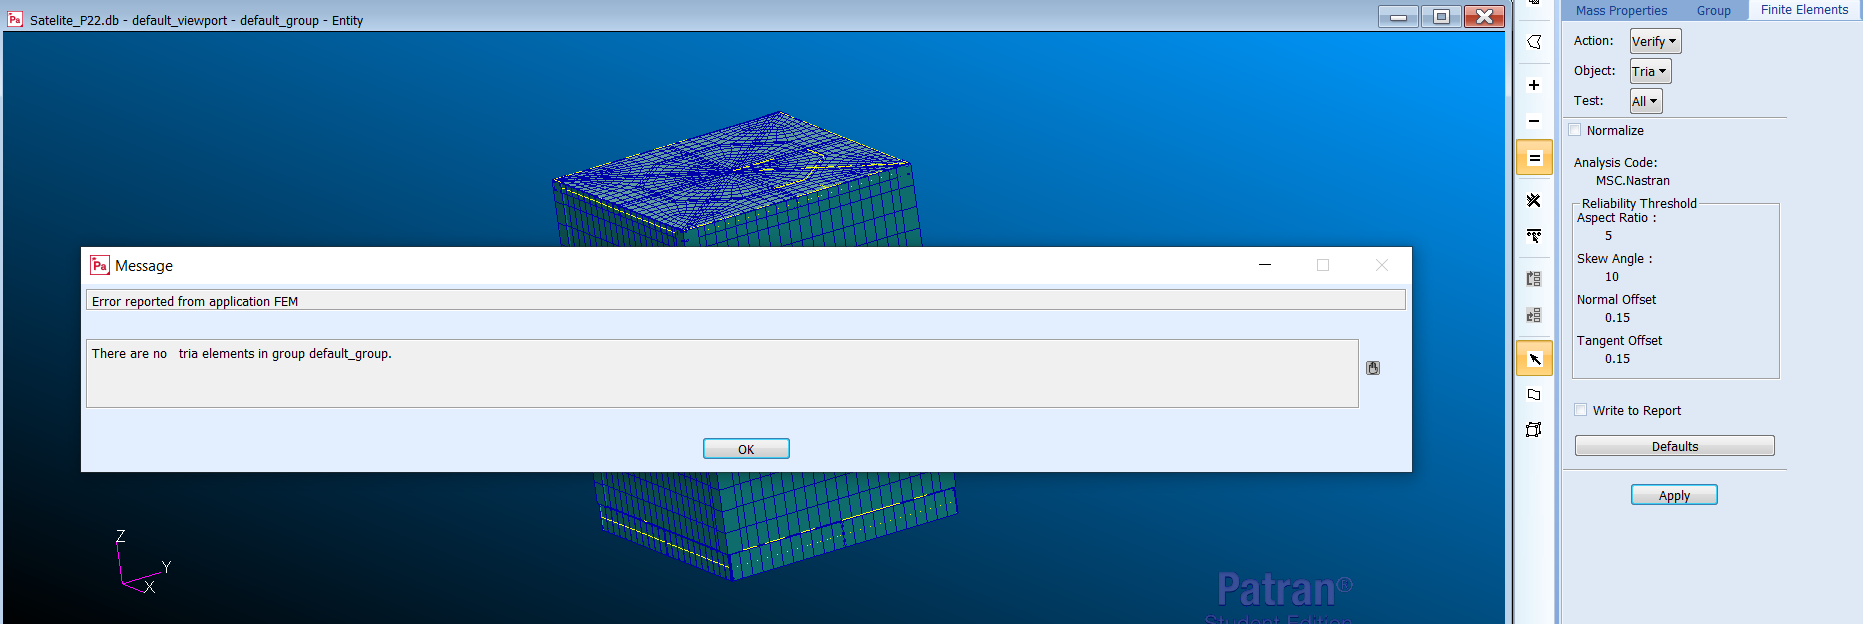 Satelite_P22.db - default_viewport - default_group - Entity
Mass Properties Group Finite Elements
Action: Verify
Object: Tria
Test: All
Normalize
Analysis Code:
MSC.Nastran
Reliability Threshold
Aspect Ratio :
5
Skew Angle :
10
Normal Offset
0.15
Tangent Offset
0.15
Write to Report
Defaults
Apply
Pa Message
Error reported from application FEM
There are no   tria elements in group default_group.
OK
Z
Y
X
Patran®
Student Edition